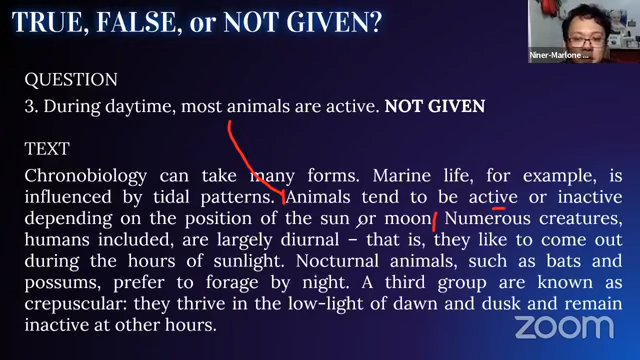 TRUE, FALSE, or NOT GIVEN?
Niner-Marlone ...
QUESTION
3. During daytime, most animals are active. NOT GIVEN
TEXT
Chronobiology can take many forms. Marine life, for example, is
influenced by tidal patterns. Animals tend to be active or inactive
depending on the position of the sun or moon. Numerous creatures,
humans included, are largely diurnal – that is, they like to come out
during the hours of sunlight. Nocturnal animals, such as bats and
possums, prefer to forage by night. A third group are known as
crepuscular: they thrive in the low-light of dawn and dusk and remain
inactive at other hours.
zoom